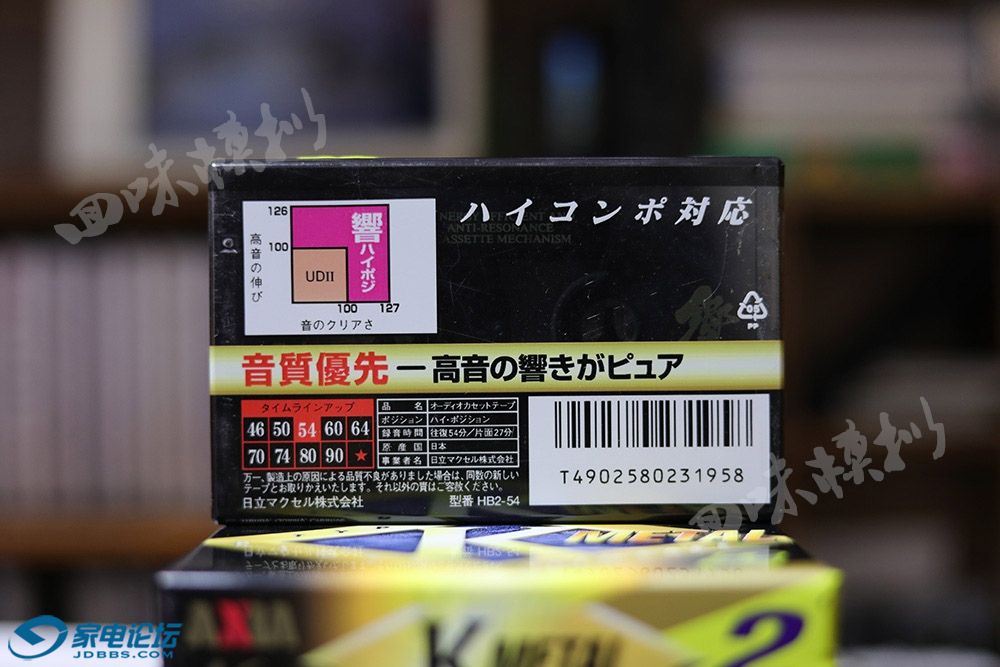 回味模扒
ハイコンポ対応
NERGY EFFICIENT
ANTI-RESONANCE
CASSETTE MECHANISM
126
100
高音の伸び
UDII
響ハイポジ
100 127
音のクリアさ
05
PP
音質優先ー高音の響きがピュア
タイムラインアップ
46 50 54 60 64
70 74 80 90 ★
品名 オーディオカセットテープ
ポジション ハイ・ポジション
録音時間 往復54分/片面27分
原産国 日本
事業者名 日立マクセル株式会社
万一、製造上の原因による品質不良がありました場合は、同数の新しい
テープとお取りかえいたします。それ以外の責はご容赦ください。
日立マクセル株式会社 型番 HB2-54
T4902580231958
METAL
AXIA
K METAL
2
家电论坛
JDBBS.COM